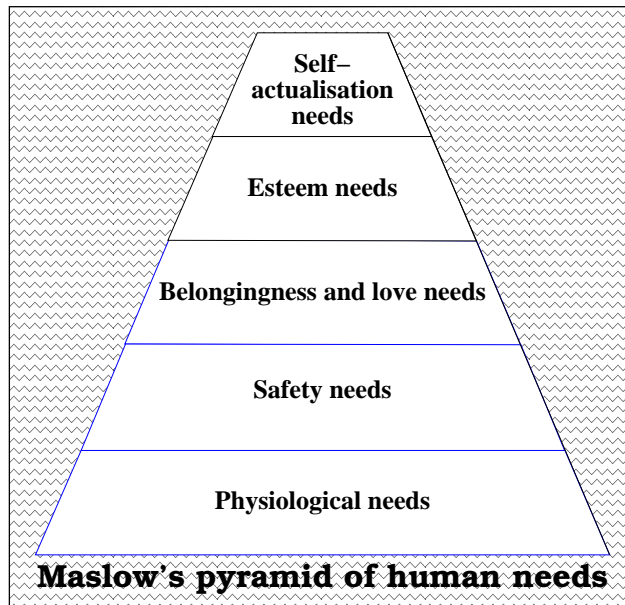 Self–
actualisation
needs
Esteem needs
Belongingness and love needs
Safety needs
Physiological needs
Maslow's pyramid of human needs